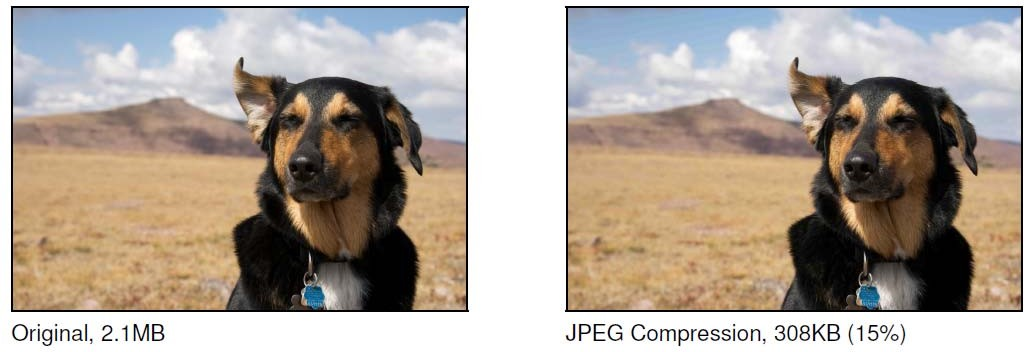 Original, 2.1MB
JPEG Compression, 308KB (15%)